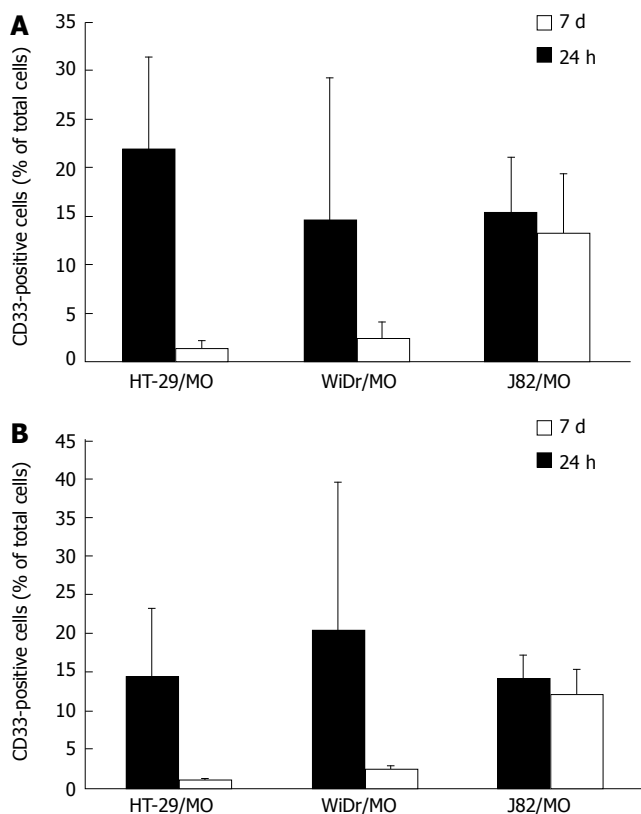 A
7 d
24 h
CD33-positive cells (% of total cells)
35
30
25
20
15
10
5
0
HT-29/MO
WiDr/MO
J82/MO
B
7 d
24 h
CD33-positive cells (% of total cells)
45
40
35
30
25
20
15
10
5
0
HT-29/MO
WiDr/MO
J82/MO